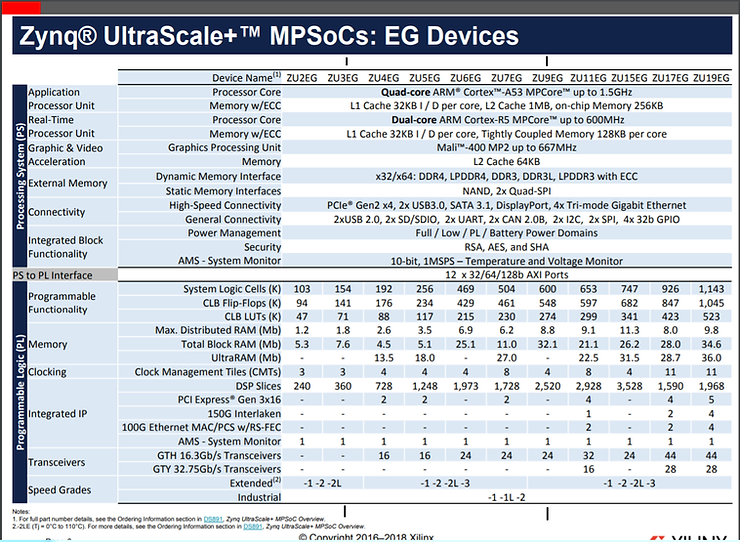 Zynq® UltraScale+™ MPSoCs: EG Devices
Device Name(1) ZU2EG ZU3EG ZU4EG ZU5EG ZU6EG ZU7EG ZU9EG ZU11EG ZU15EG ZU17EG ZU19EG
Processing System (PS)
Application Processor Core Quad-core ARM® Cortex™-A53 MPCore™ up to 1.5GHz
Processor Unit Memory w/ECC L1 Cache 32KB I / D per core, L2 Cache 1MB, on-chip Memory 256KB
Real-Time Processor Core Dual-core ARM Cortex-R5 MPCore™ up to 600MHz
Processor Unit Memory w/ECC L1 Cache 32KB I / D per core, Tightly Coupled Memory 128KB per core
Graphic & Video Graphics Processing Unit Mali™-400 MP2 up to 667MHz
Acceleration Memory L2 Cache 64KB
External Memory Dynamic Memory Interface x32/x64: DDR4, LPDDR4, DDR3, DDR3L, LPDDR3 with ECC
Static Memory Interfaces NAND, 2x Quad-SPI
Connectivity High-Speed Connectivity PCIe® Gen2 x4, 2x USB3.0, SATA 3.1, DisplayPort, 4x Tri-mode Gigabit Ethernet
General Connectivity 2xUSB 2.0, 2x SD/SDIO, 2x UART, 2x CAN 2.0B, 2x I2C, 2x SPI, 4x 32b GPIO
Integrated Block Functionality Power Management Full / Low / PL / Battery Power Domains
Security RSA, AES, and SHA
AMS - System Monitor 10-bit, 1MSPS – Temperature and Voltage Monitor
PS to PL Interface 12 x 32/64/128b AXI Ports
Programmable Logic (PL)
Programmable Functionality System Logic Cells (K) 103 154 192 256 469 504 600 653 747 926 1,143
CLB Flip-Flops (K) 94 141 176 234 429 461 548 597 682 847 1,045
CLB LUTs (K) 47 71 88 117 215 230 274 299 341 423 523
Memory Max. Distributed RAM (Mb) 1.2 1.8 2.6 3.5 6.9 6.2 8.8 9.1 11.3 8.0 9.8
Total Block RAM (Mb) 5.3 7.6 4.5 5.1 25.1 11.0 32.1 21.1 26.2 28.0 34.6
UltraRAM (Mb) - - 13.5 18.0 - 27.0 - 22.5 31.5 28.7 36.0
Clocking Clock Management Tiles (CMTs) 3 3 4 4 4 8 4 8 4 11 11
Integrated IP DSP Slices 240 360 728 1,248 1,973 1,728 2,520 2,928 3,528 1,590 1,968
PCI Express® Gen 3x16 - - 2 2 - 2 - 4 - 4 5
150G Interlaken - - - - - - - 1 - 2 4
100G Ethernet MAC/PCS w/RS-FEC - - - - - - - 2 - 2 4
AMS - System Monitor 1 1 1 1 1 1 1 1 1 1 1
Transceivers GTH 16.3Gb/s Transceivers - - 16 16 24 24 24 32 24 44 44
GTY 32.75Gb/s Transceivers - - - - - - - 16 - 28 28
Speed Grades Extended(2) -1 -2 -2L -1 -2 -2L -3 -1 -2 -2L -3
Industrial -1 -1L -2
Notes:
1. For full part number details, see the Ordering Information section in DS891, Zynq UltraScale+ MPSoC Overview.
2. -2LE (Tj = 0°C to 110°C). For more details, see the Ordering Information section in DS891, Zynq UltraScale+ MPSoC Overview.
© Copyright 2016–2018 Xilinx